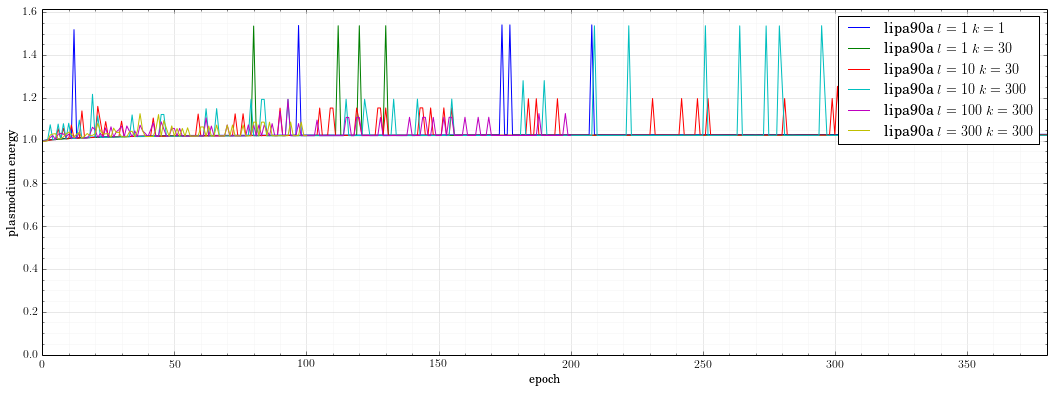 1.6
1.4
1.2
1.0
0.8
0.6
0.4
0.2
0.0
plasmodium energy
0 50 100 150 200 250 300 350
epoch
lipa90a l = 1 k = 1
lipa90a l = 1 k = 30
lipa90a l = 10 k = 30
lipa90a l = 10 k = 300
lipa90a l = 100 k = 300
lipa90a l = 300 k = 300